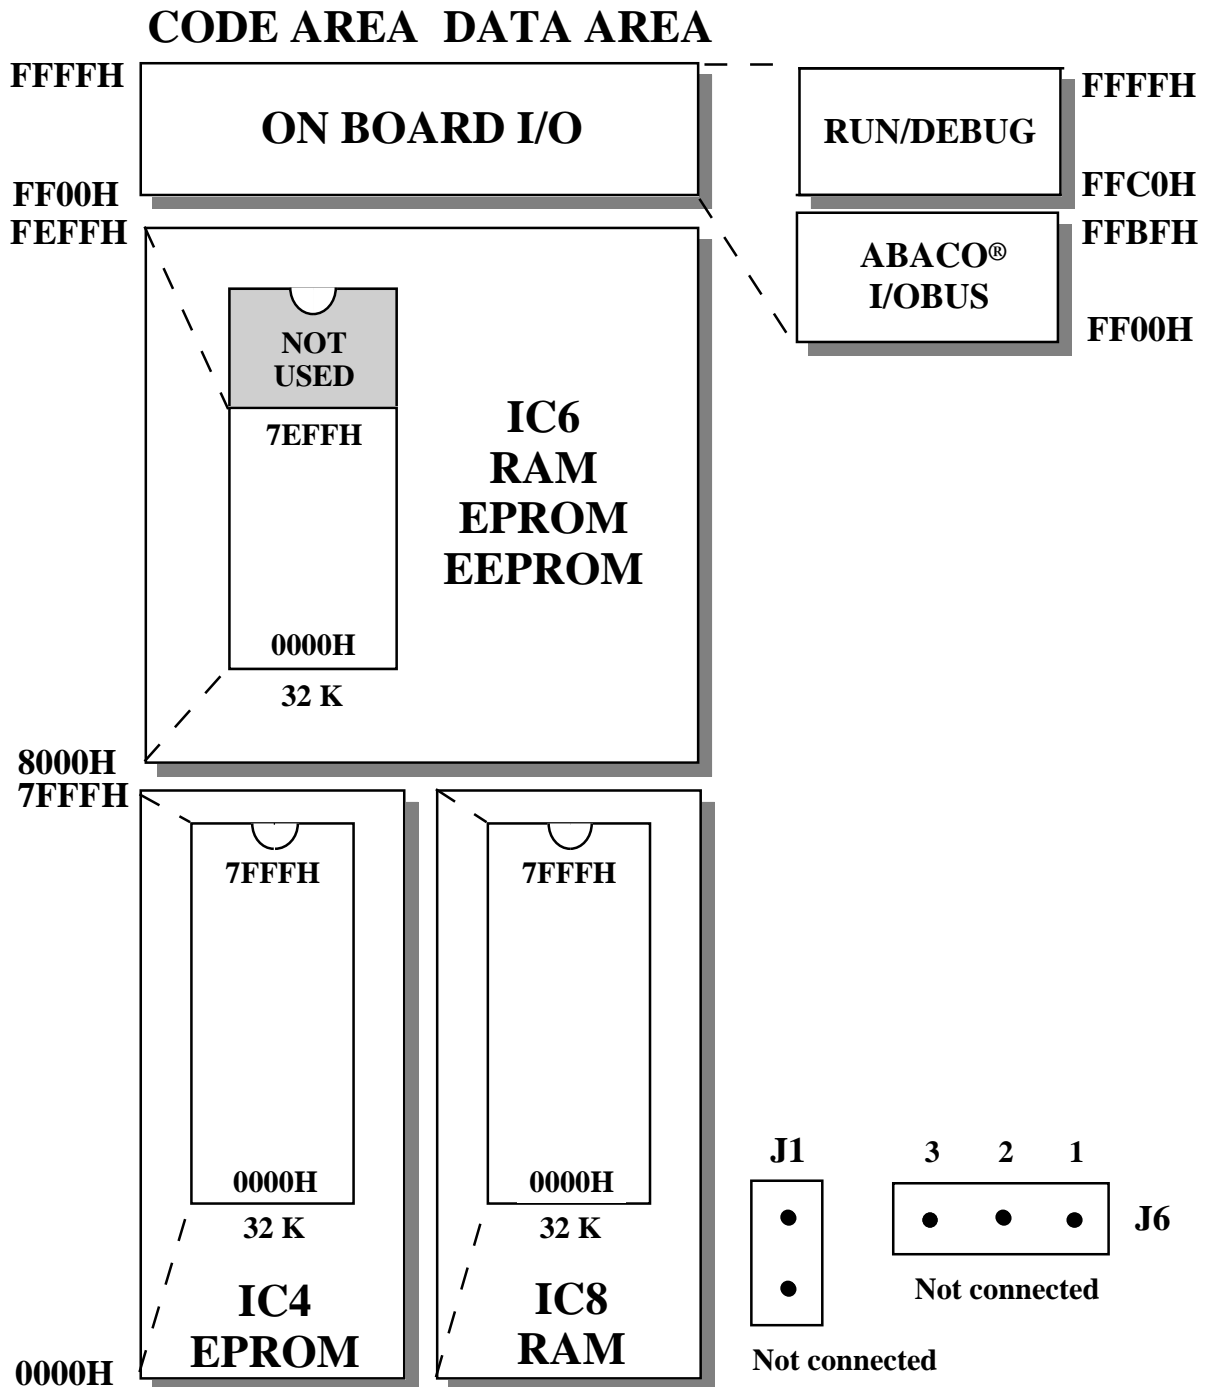 CODE AREA DATA AREA
FFFFH
ON BOARD I/O
FF00H
RUN/DEBUG
FFFFH
FFC0H
ABACO®
I/OBUS
FFBFH
FF00H
FEFFH
NOT
USED
7EFFH
0000H
32 K
IC6
RAM
EPROM
EEPROM
8000H
7FFFH
7FFFH
0000H
32 K
IC4
EPROM
0000H
7FFFH
0000H
32 K
IC8
RAM
J1
Not connected
3 2 1
J6
Not connected